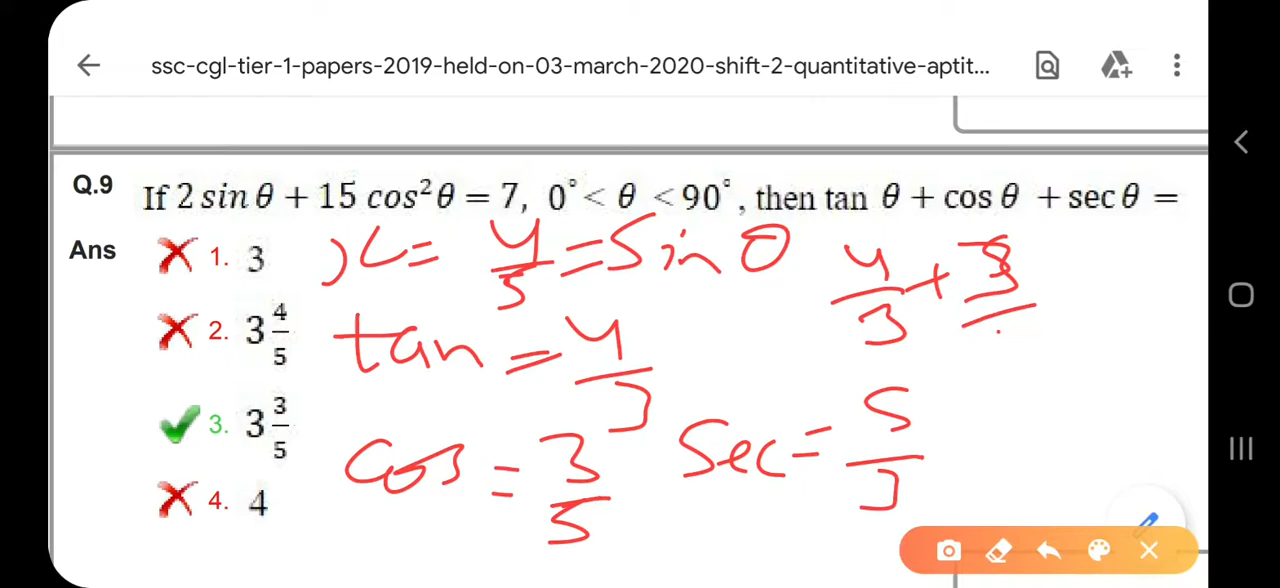 ssc-cgl-tier-1-papers-2019-held-on-03-march-2020-shift-2-quantitative-aptit...
Q.9 If 2 sin θ + 15 cos² θ = 7, 0° < θ < 90°, then tan θ + cos θ + sec θ =
Ans
1. 3
x = 4/5 = Sin θ
4/3 +
2. 3 4/5
tan = 4/3
3. 3 3/5
cos = 3/5
Sec = 5/3
4. 4